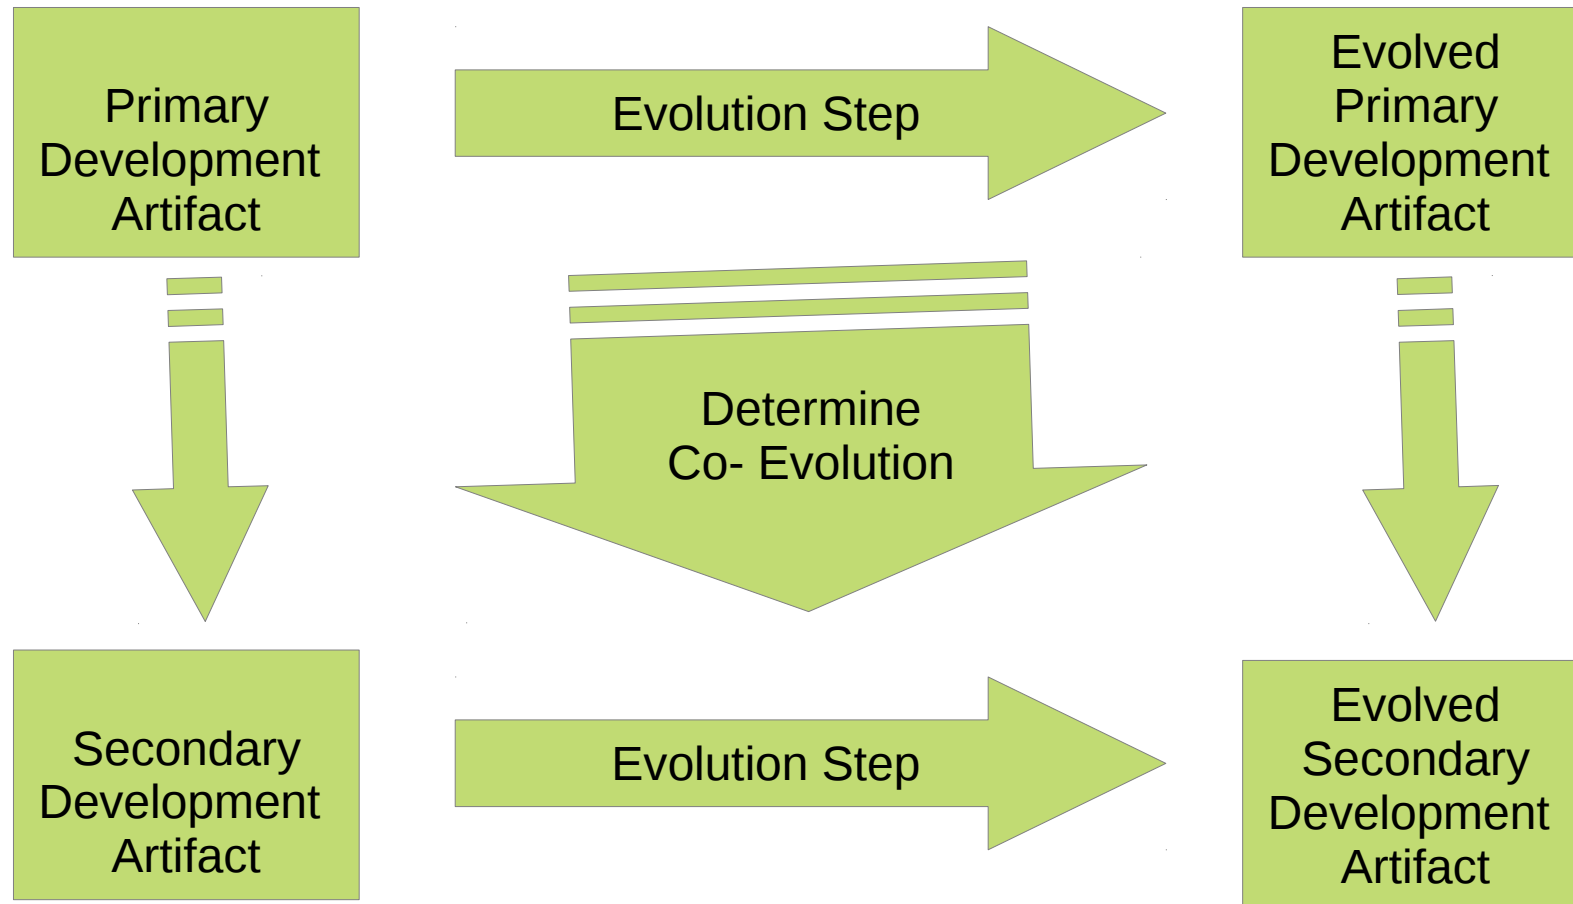 Primary
Development
Artifact
Evolution Step
Evolved
Primary
Development
Artifact
Determine
Co- Evolution
Secondary
Development
Artifact
Evolution Step
Evolved
Secondary
Development
Artifact